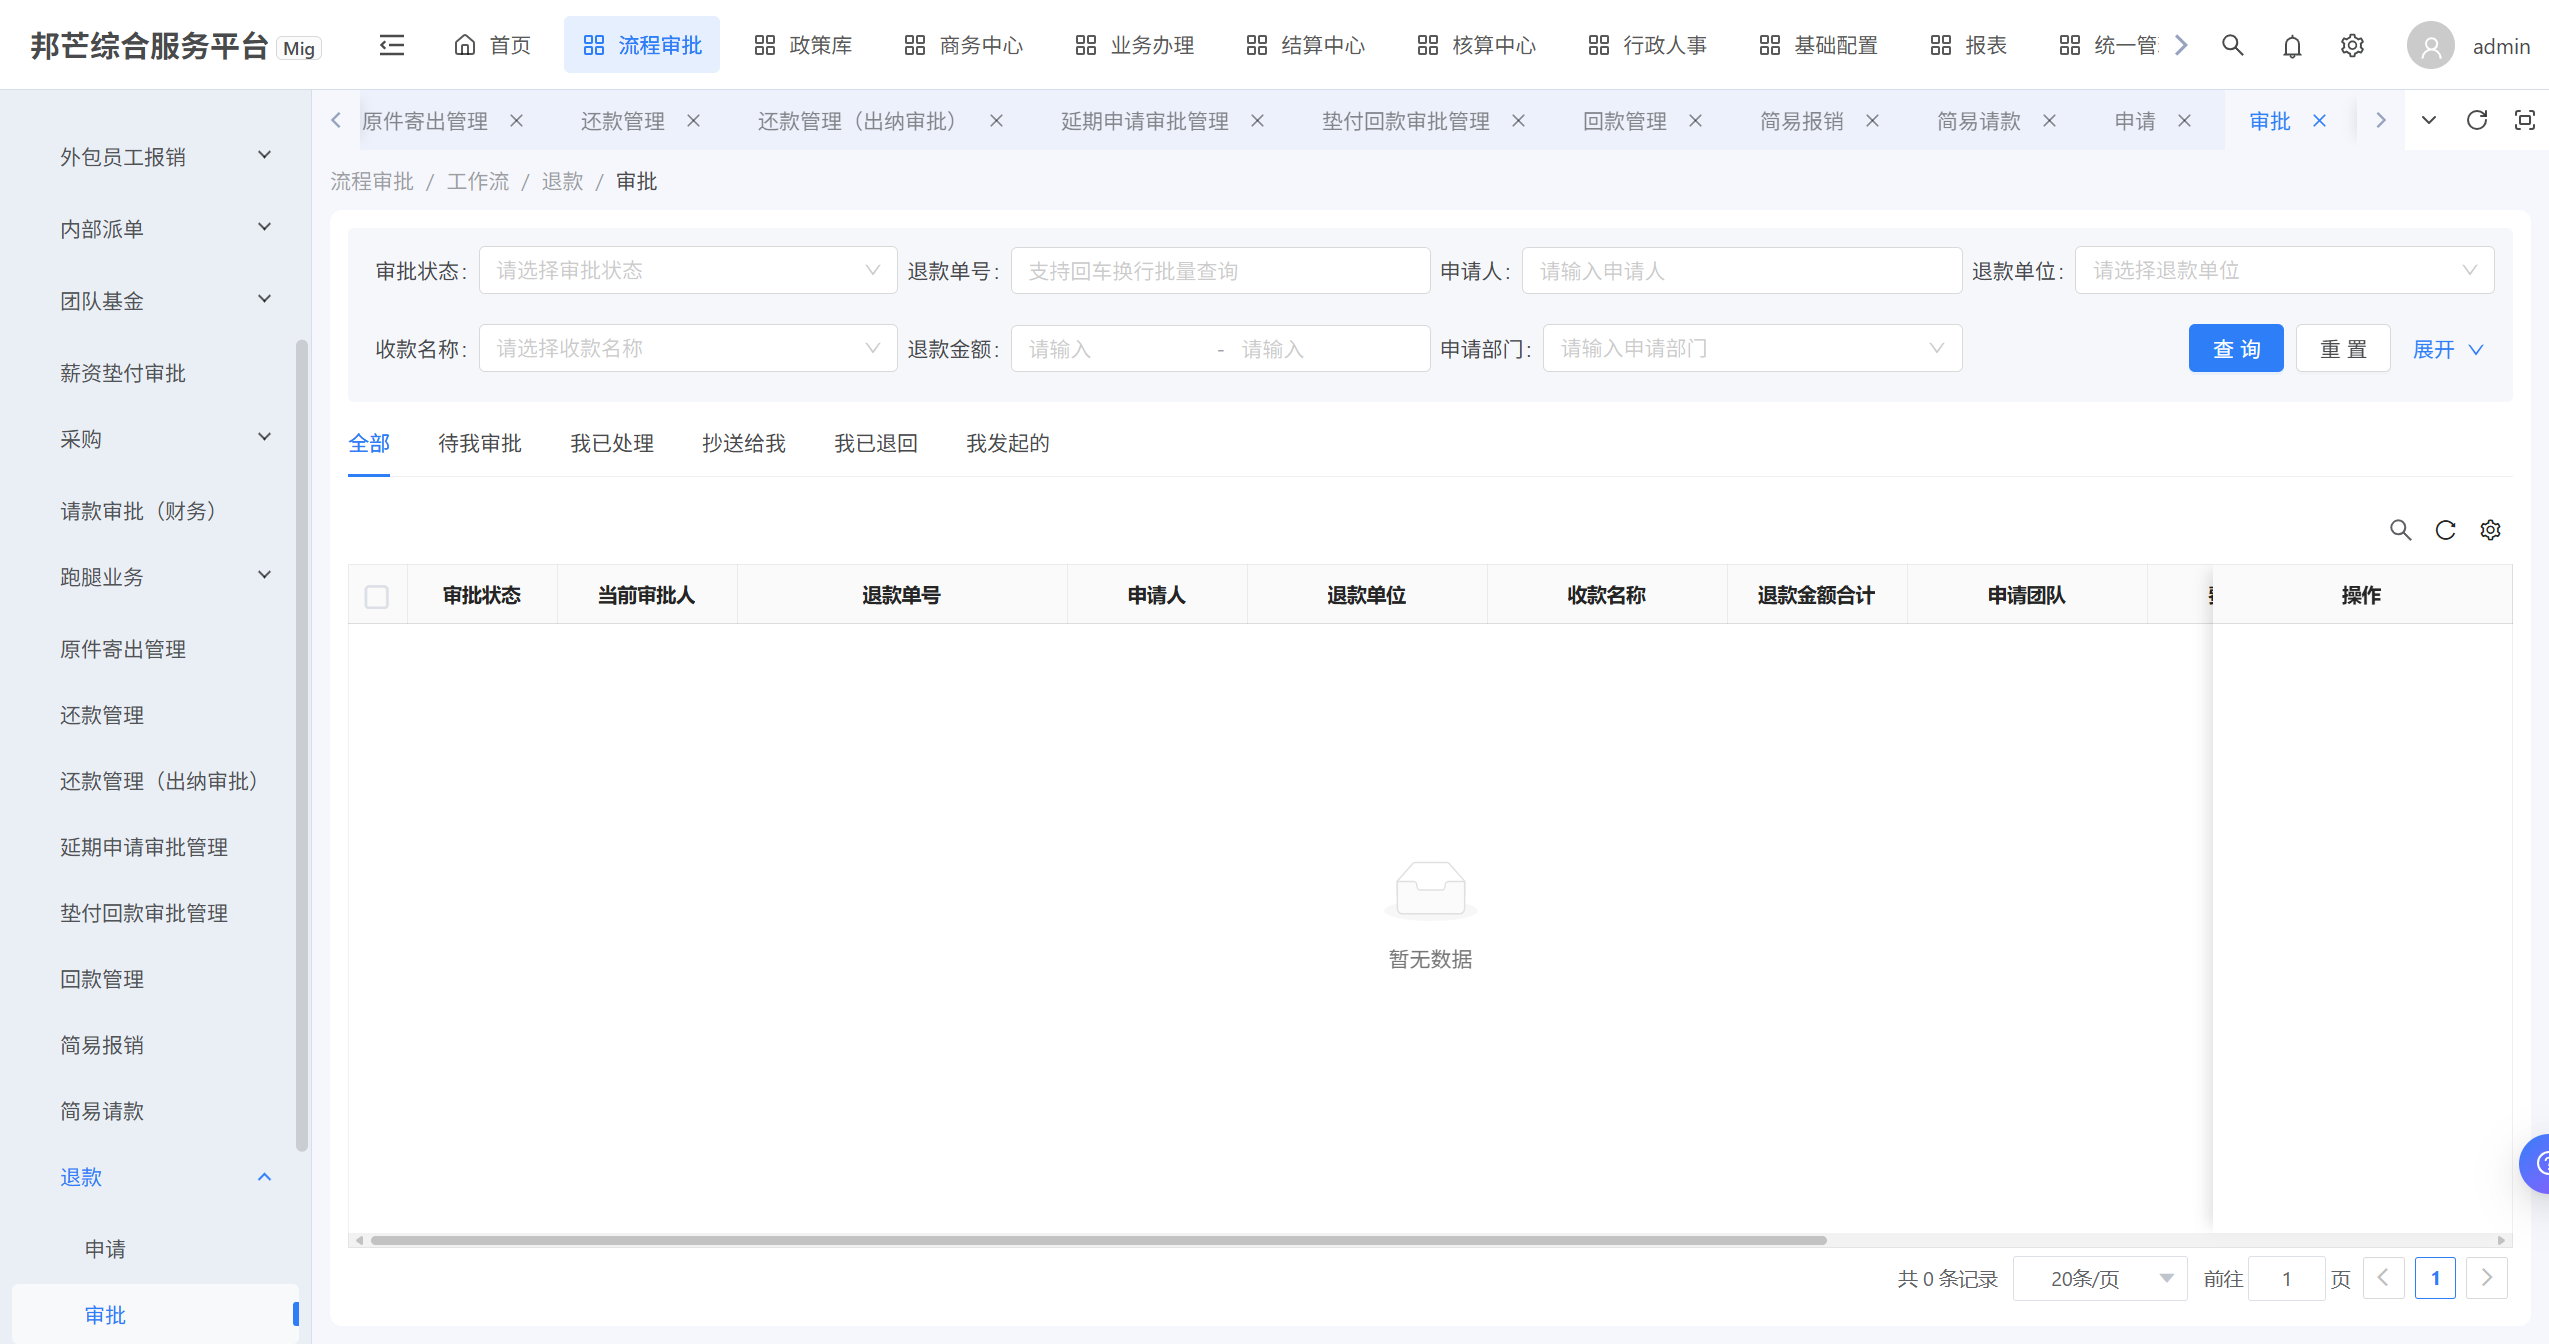 邦芒综合服务平台 Mig
首页 流程审批 政策库 商务中心 业务办理 结算中心 核算中心 行政人事 基础配置 报表 统一管 admin
原件寄出管理 还款管理 还款管理（出纳审批） 延期申请审批管理 垫付回款审批管理 回款管理 简易报销 简易请款 申请 审批
流程审批 / 工作流 / 退款 / 审批
外包员工报销
内部派单
团队基金
薪资垫付审批
采购
请款审批（财务）
跑腿业务
原件寄出管理
还款管理
还款管理（出纳审批）
延期申请审批管理
垫付回款审批管理
回款管理
简易报销
简易请款
退款
申请
审批
审批状态: 请选择审批状态 退款单号: 支持回车换行批量查询 申请人: 请输入申请人 退款单位: 请选择退款单位
收款名称: 请选择收款名称 退款金额: 请输入 - 请输入 申请部门: 请输入申请部门 查 询 重 置 展开
全部 待我审批 我已处理 抄送给我 我已退回 我发起的
审批状态 当前审批人 退款单号 申请人 退款单位 收款名称 退款金额合计 申请团队 操作
暂无数据
共 0 条记录 20条/页 前往 1 页 1